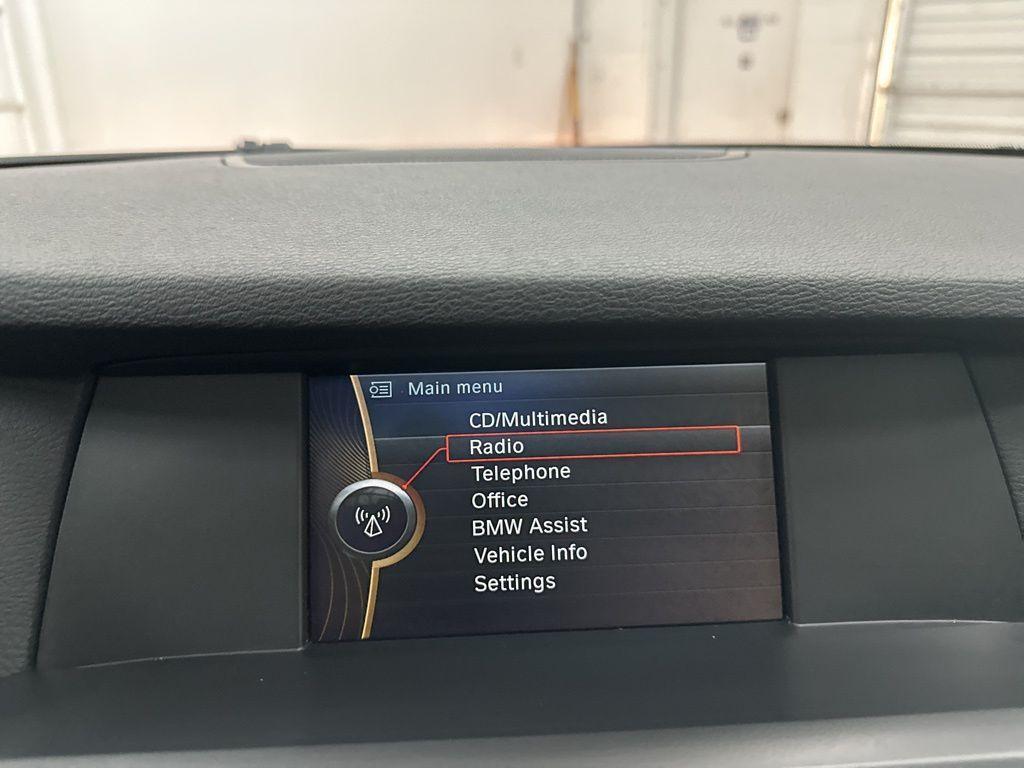 Main menu
CD/Multimedia
Radio
Telephone
Office
BMW Assist
Vehicle Info
Settings